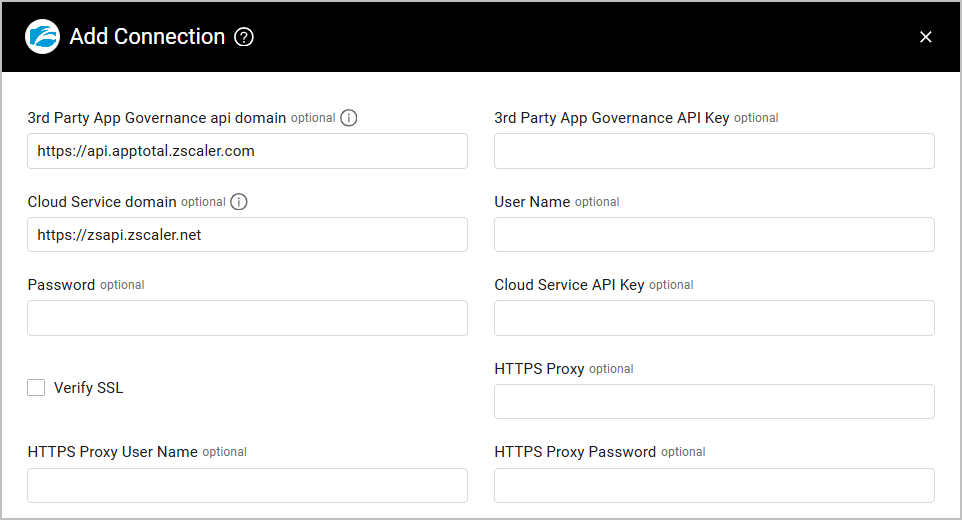 Add Connection
3rd Party App Governance api domain optional
3rd Party App Governance API Key optional
https://api.apptotal.zscaler.com
Cloud Service domain optional
User Name optional
https://zsapi.zscaler.net
Password optional
Cloud Service API Key optional
Verify SSL
HTTPS Proxy optional
HTTPS Proxy User Name optional
HTTPS Proxy Password optional